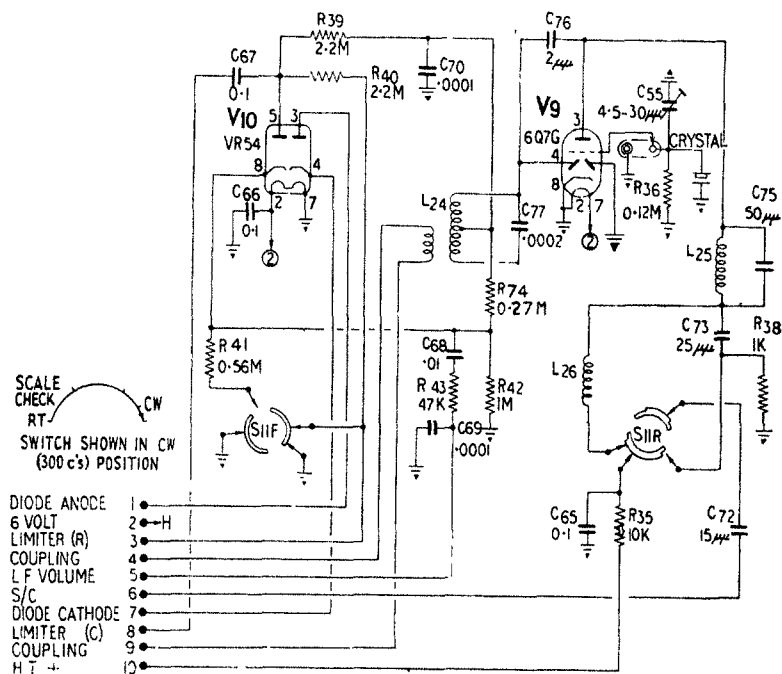 R39
2.2M
C67
0.1
R40
2.2M
C70
.0001
C76
2μμ
V10
VR54
5 3
8 4
2 7
V9
6Q7G
3
4
8
2 7
C55
4·5-30μμ
CRYSTAL
R36
0·12M
C75
50μμ
C66
0.1
2
L24
C77
.0002
2
L25
R74
0·27M
R41
0.56M
C68
.01
R43
47K
R42
1M
C69
.0001
C73
25μμ
R38
1K
L26
SCALE
CHECK
RT
CW
SWITCH SHOWN IN CW
(300 c's) POSITION
S11F
S11R
C65
0·1
R35
10K
C72
15μμ
DIODE ANODE 1
6 VOLT 2 H
LIMITER (R) 3
COUPLING 4
L F VOLUME 5
S/C 6
DIODE CATHODE 7
LIMITER (C) 8
COUPLING 9
H T + 10